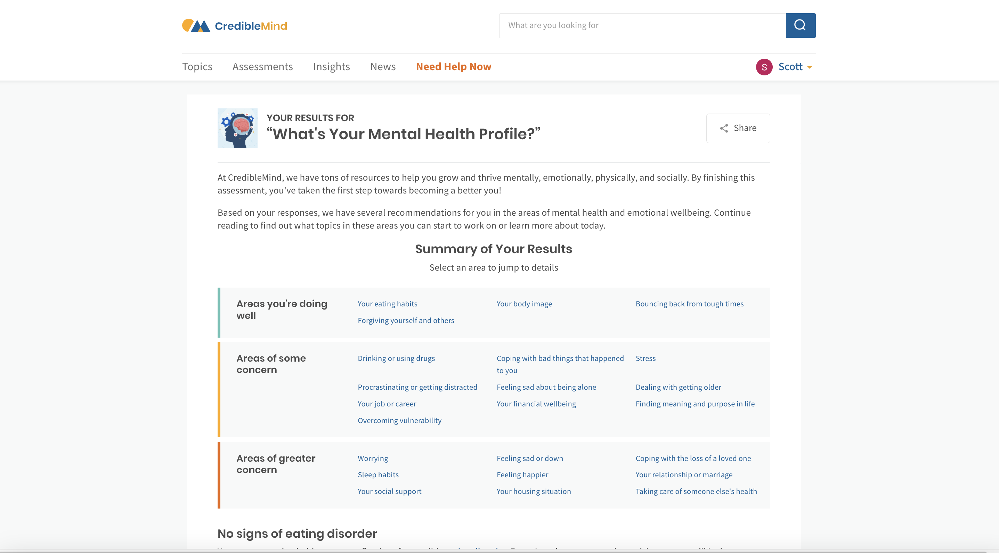 CredibleMind
What are you looking for
Topics Assessments Insights News Need Help Now
S Scott
YOUR RESULTS FOR
“What's Your Mental Health Profile?”
Share
At CredibleMind, we have tons of resources to help you grow and thrive mentally, emotionally, physically, and socially. By finishing this
assessment, you've taken the first step towards becoming a better you!
Based on your responses, we have several recommendations for you in the areas of mental health and emotional wellbeing. Continue
reading to find out what topics in these areas you can start to work on or learn more about today.
Summary of Your Results
Select an area to jump to details
Areas you're doing
well
Your eating habits Your body image Bouncing back from tough times
Forgiving yourself and others
Areas of some
concern
Drinking or using drugs Coping with bad things that happened Stress
to you
Procrastinating or getting distracted Feeling sad about being alone Dealing with getting older
Your job or career Your financial wellbeing Finding meaning and purpose in life
Overcoming vulnerability
Areas of greater
concern
Worrying Feeling sad or down Coping with the loss of a loved one
Sleep habits Feeling happier Your relationship or marriage
Your social support Your housing situation Taking care of someone else's health
No signs of eating disorder